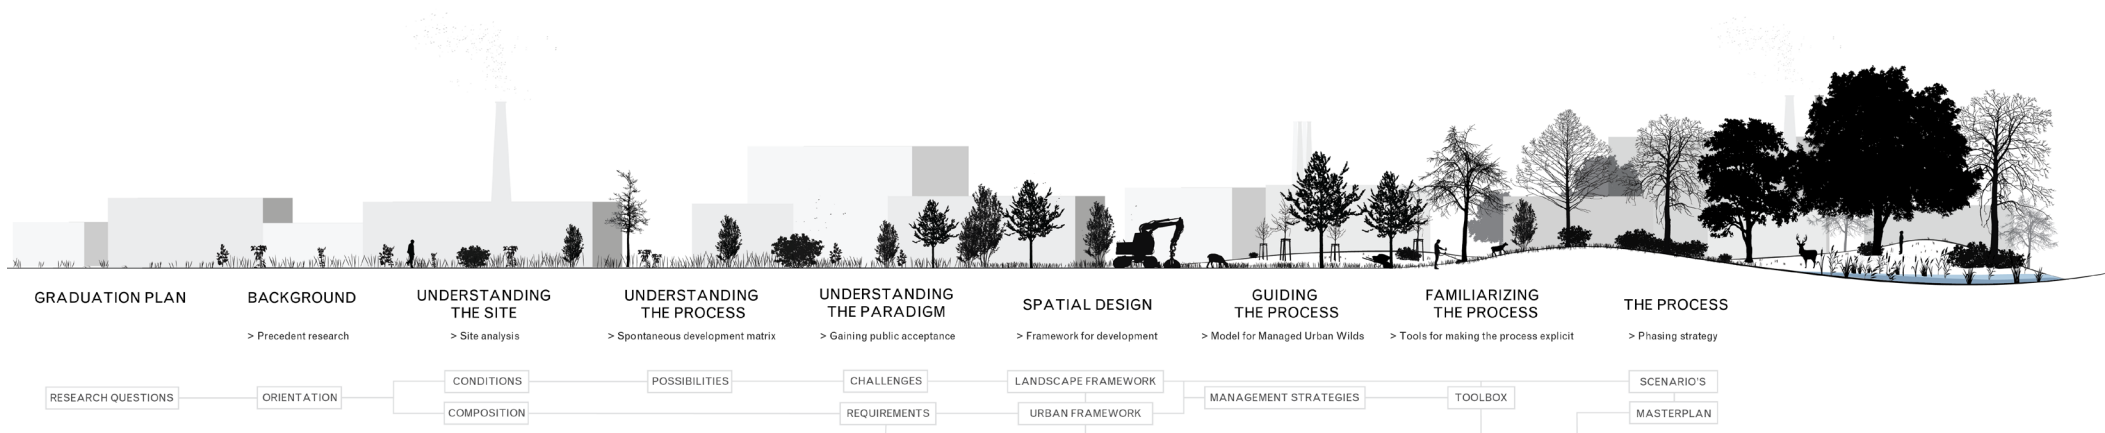 GRADUATION PLAN
BACKGROUND
> Precedent research
UNDERSTANDING
THE SITE
> Site analysis
UNDERSTANDING
THE PROCESS
> Spontaneous development matrix
UNDERSTANDING
THE PARADIGM
> Gaining public acceptance
SPATIAL DESIGN
> Framework for development
GUIDING
THE PROCESS
> Model for Managed Urban Wilds
FAMILIARIZING
THE PROCESS
> Tools for making the process explicit
THE PROCESS
> Phasing strategy
RESEARCH QUESTIONS
ORIENTATION
CONDITIONS
COMPOSITION
POSSIBILITIES
CHALLENGES
REQUIREMENTS
LANDSCAPE FRAMEWORK
URBAN FRAMEWORK
MANAGEMENT STRATEGIES
TOOLBOX
SCENARIO'S
MASTERPLAN